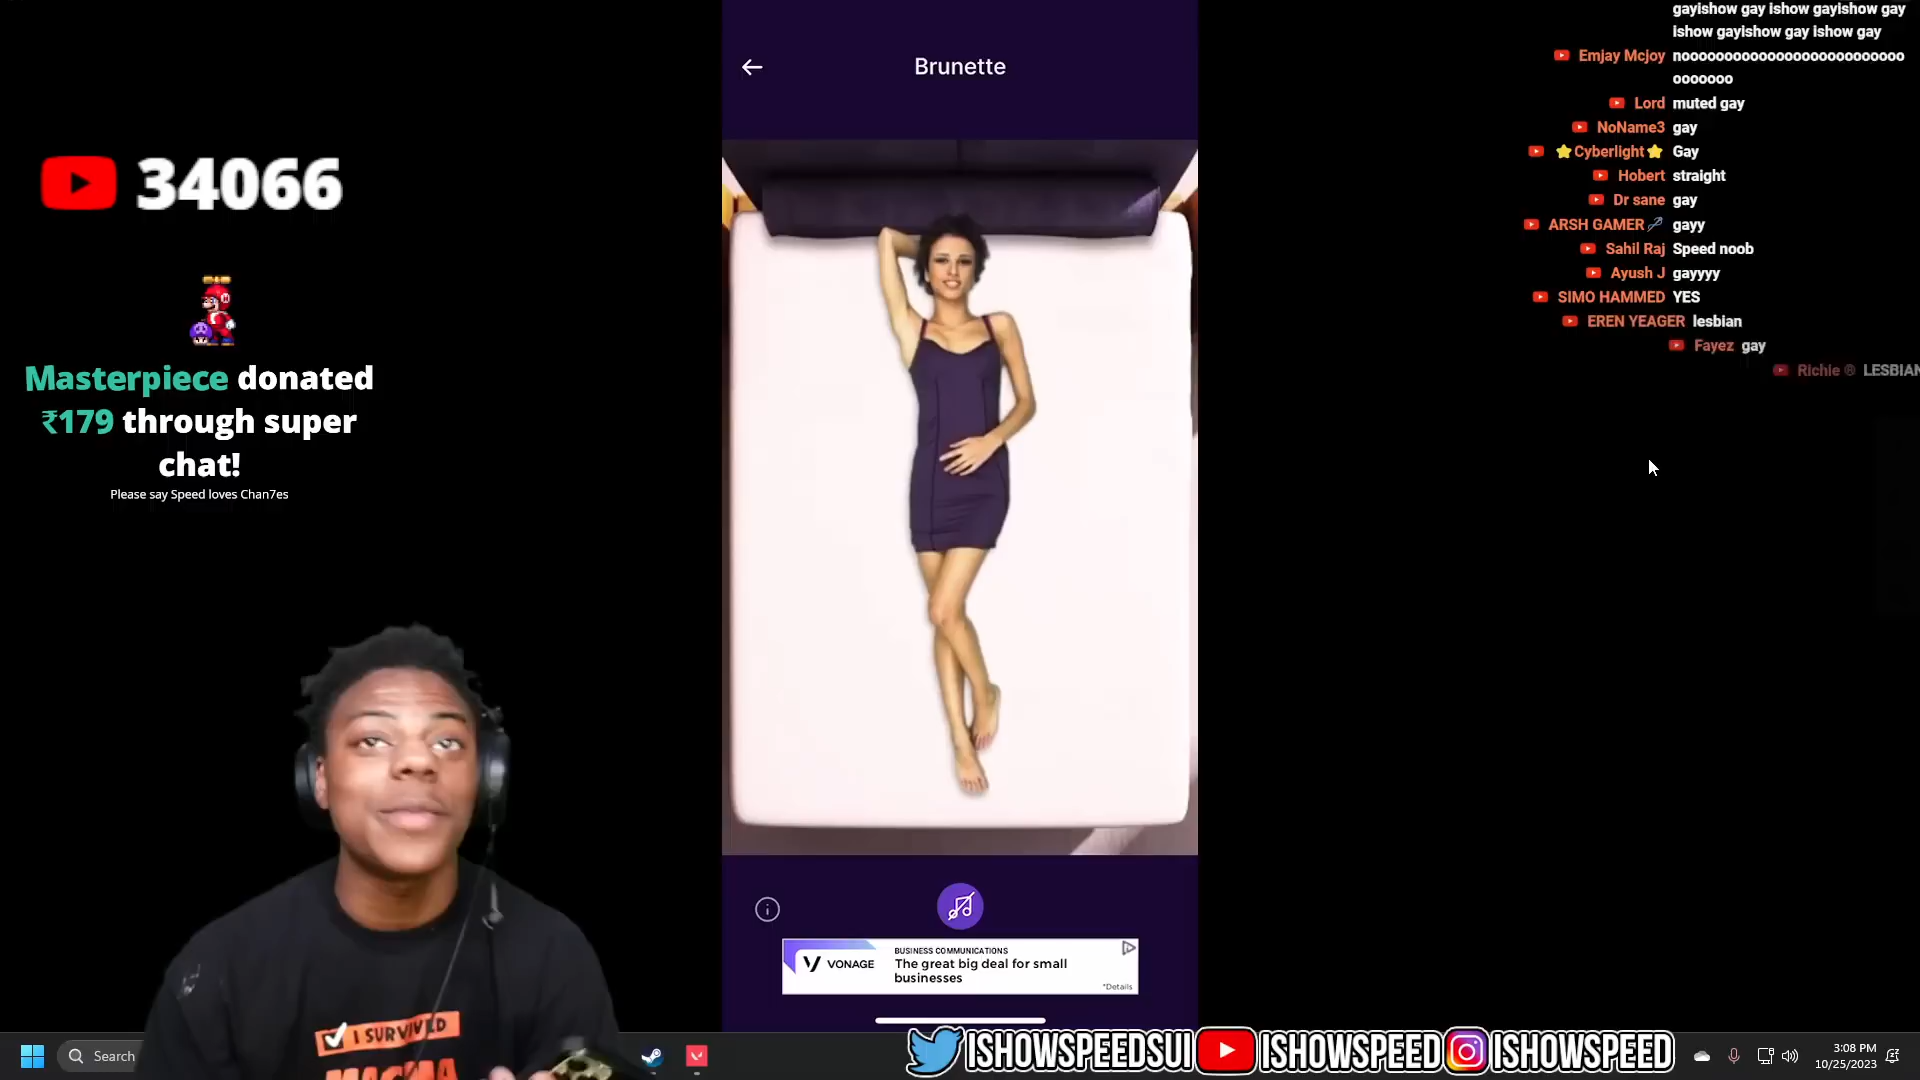 Brunette
34066
Masterpiece donated
₹179 through super
chat!
Please say Speed loves Chan7es
gayishow gay ishow gayishow gay
ishow gayIshow gay ishow gay
Emjay Mcjoy nooooooooooooooooooooooooooo
ooooooo
Lord muted gay
NoName3 gay
⭐Cyberlight⭐ Gay
Hobert straight
Dr sane gay
ARSH GAMER gayy
Sahil Raj Speed noob
Ayush J gayyyy
SIMO HAMMED YES
EREN YEAGER lesbian
Fayez gay
Richie ® LESBIAN
VONAGE
BUSINESS COMMUNICATIONS
The great big deal for small
businesses
*Details
I SURVIVED
Search
ISHOWSPEEDSUI ISHOWSPEED ISHOWSPEED
3:08 PM
10/25/2023